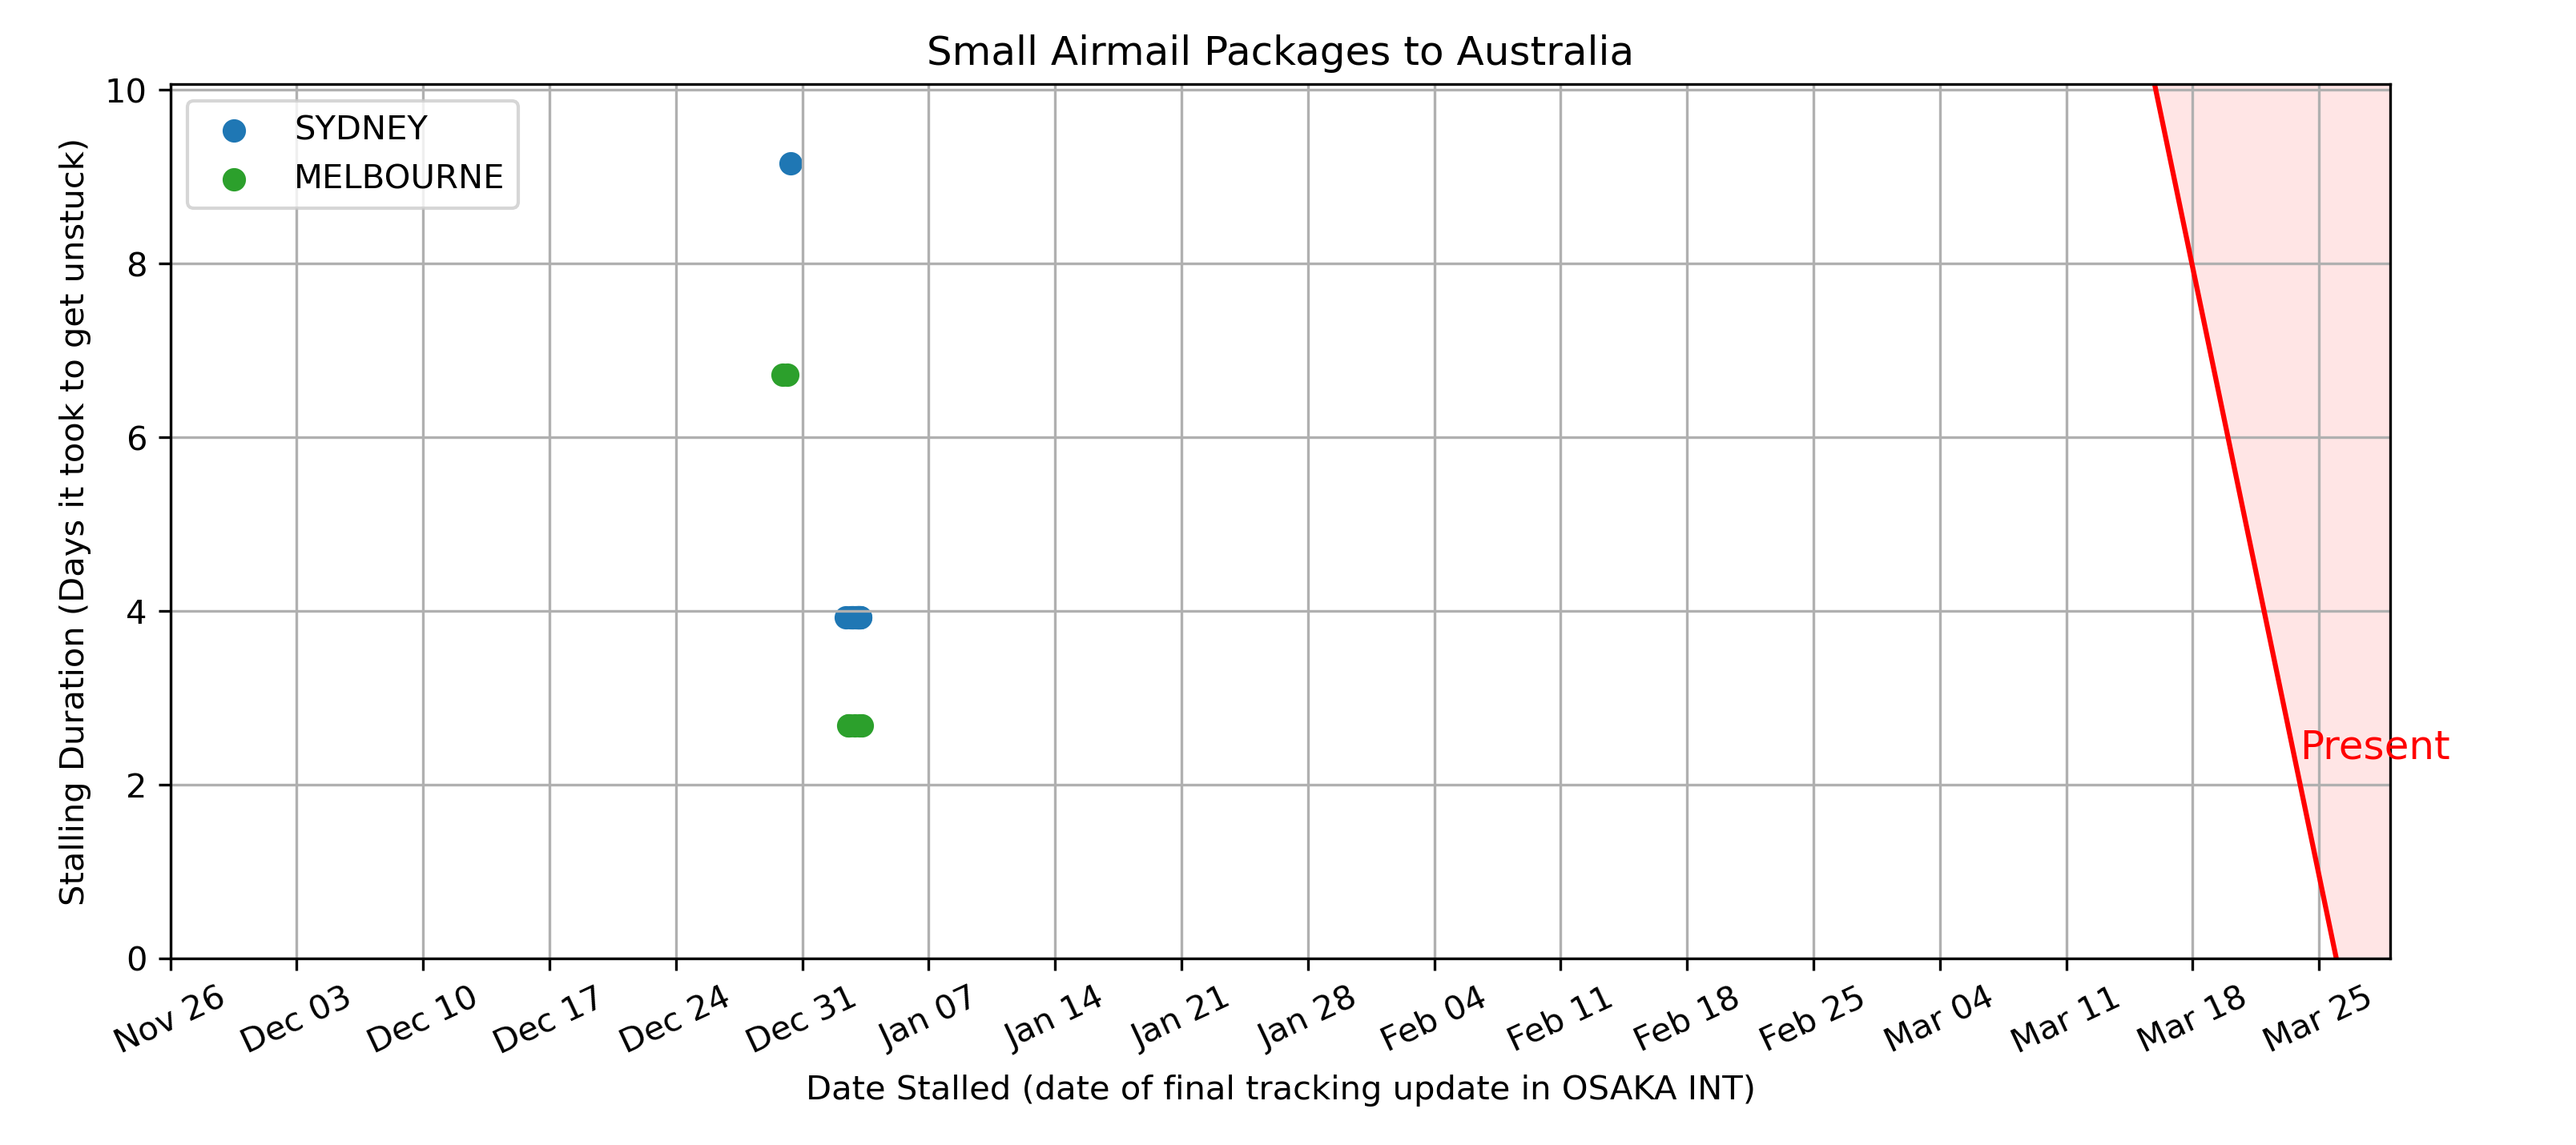 Small Airmail Packages to Australia
10
8
6
4
2
0
Stalling Duration (Days it took to get unstuck)
SYDNEY
MELBOURNE
Present
Nov 26
Dec 03
Dec 10
Dec 17
Dec 24
Dec 31
Jan 07
Jan 14
Jan 21
Jan 28
Feb 04
Feb 11
Feb 18
Feb 25
Mar 04
Mar 11
Mar 18
Mar 25
Date Stalled (date of final tracking update in OSAKA INT)